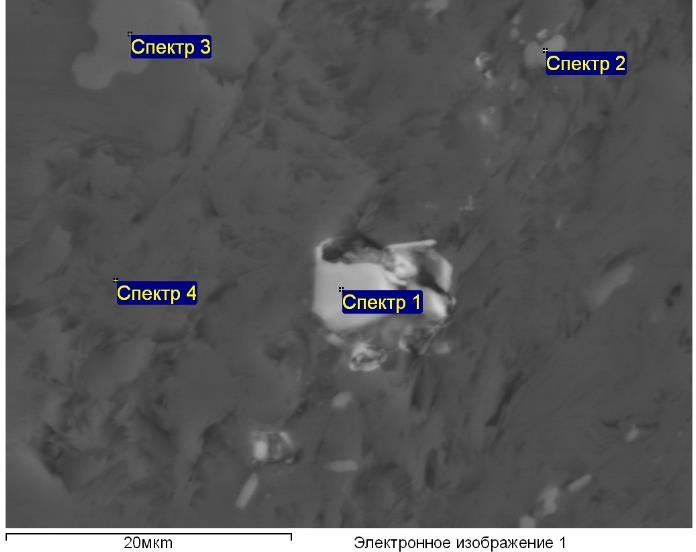 Спектр 3
Спектр 2
Спектр 4
Спектр 1
20мкm
Электронное изображение 1